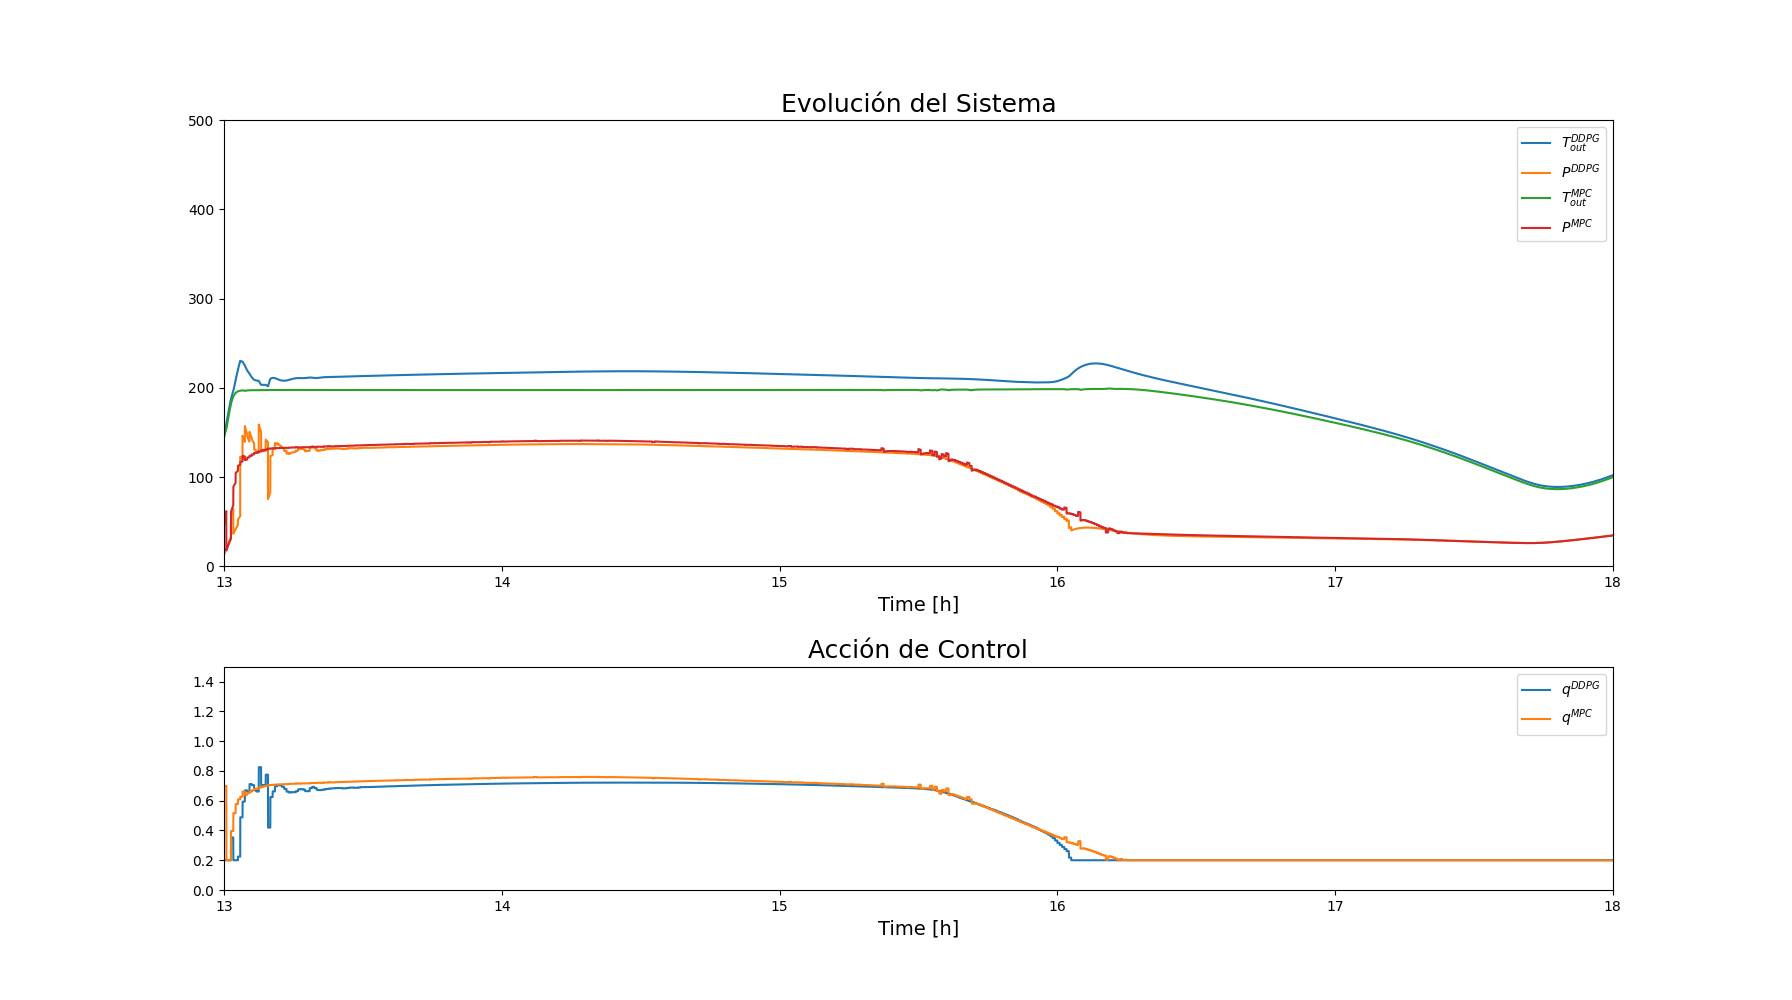 Evolución del Sistema
500
400
300
200
100
0
T_out^DDPG
P^DDPG
T_out^MPC
P^MPC
13 14 15 16 17 18
Time [h]
Acción de Control
1.4
1.2
1.0
0.8
0.6
0.4
0.2
0.0
q^DDPG
q^MPC
13 14 15 16 17 18
Time [h]